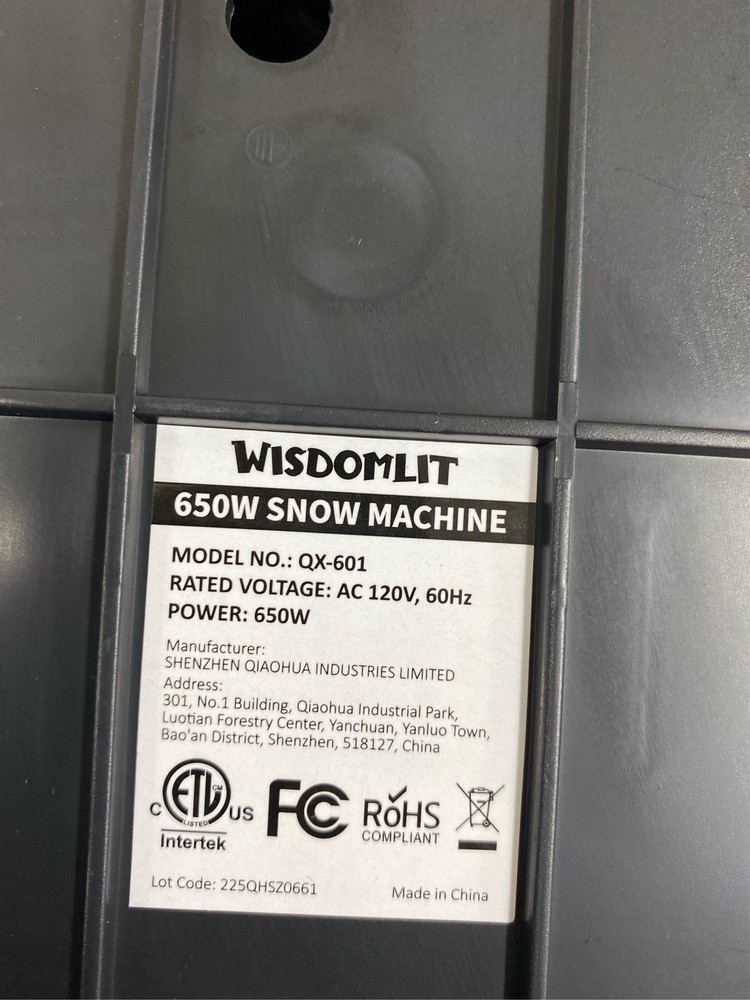 WISDOMLIT
650W SNOW MACHINE
MODEL NO.: QX-601
RATED VOLTAGE: AC 120V, 60Hz
POWER: 650W
Manufacturer:
SHENZHEN QIAOHUA INDUSTRIES LIMITED
Address:
301, No.1 Building, Qiaohua Industrial Park,
Luotian Forestry Center, Yanchuan, Yanluo Town,
Bao'an District, Shenzhen, 518127, China
C ETL CM LISTED US
Intertek
FC
RoHS
COMPLIANT
Lot Code: 225QHSZ0661
Made in China